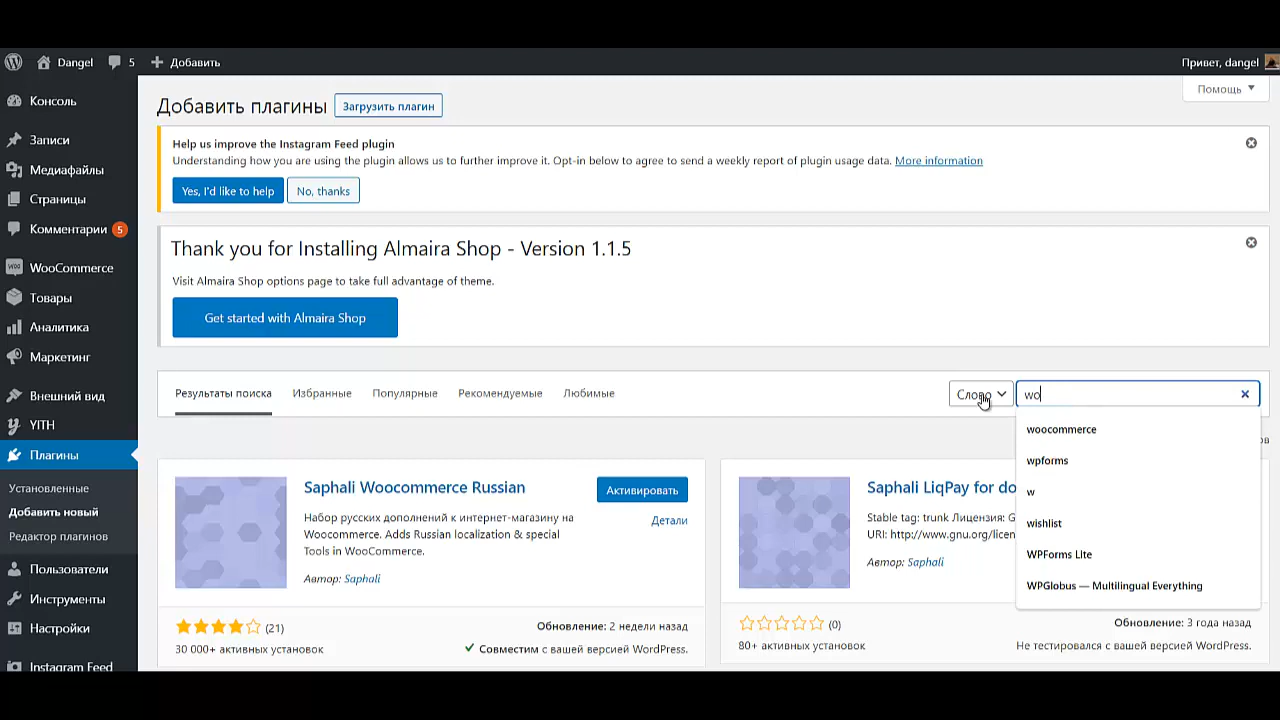 Dangel 5 Добавить Привет, dangel
Помощь
Консоль
Записи
Медиафайлы
Страницы
Комментарии 5
WooCommerce
Товары
Аналитика
Маркетинг
Внешний вид
YITH
Плагины
Установленные
Добавить новый
Редактор плагинов
Пользователи
Инструменты
Настройки
Instagram Feed
Добавить плагины Загрузить плагин
Help us improve the Instagram Feed plugin
Understanding how you are using the plugin allows us to further improve it. Opt-in below to agree to send a weekly report of plugin usage data. More information
Yes, I'd like to help No, thanks
Thank you for Installing Almaira Shop - Version 1.1.5
Visit Almaira Shop options page to take full advantage of theme.
Get started with Almaira Shop
Результаты поиска Избранные Популярные Рекомендуемые Любимые Слово wo
woocommerce
wpforms
w
wishlist
WPForms Lite
WPGlobus — Multilingual Everything
Saphali Woocommerce Russian
Активировать
Детали
Набор русских дополнений к интернет-магазину на
Woocommerce. Adds Russian localization & special
Tools in WooCommerce.
Автор: Saphali
(21)
30 000+ активных установок
Обновление: 2 недели назад
Совместим с вашей версией WordPress.
Saphali LiqPay for do
Stable tag: trunk Лицензия: G
URI: http://www.gnu.org/licen
Автор: Saphali
(0)
80+ активных установок
Обновление: 3 года назад
Не тестировался с вашей версией WordPress.